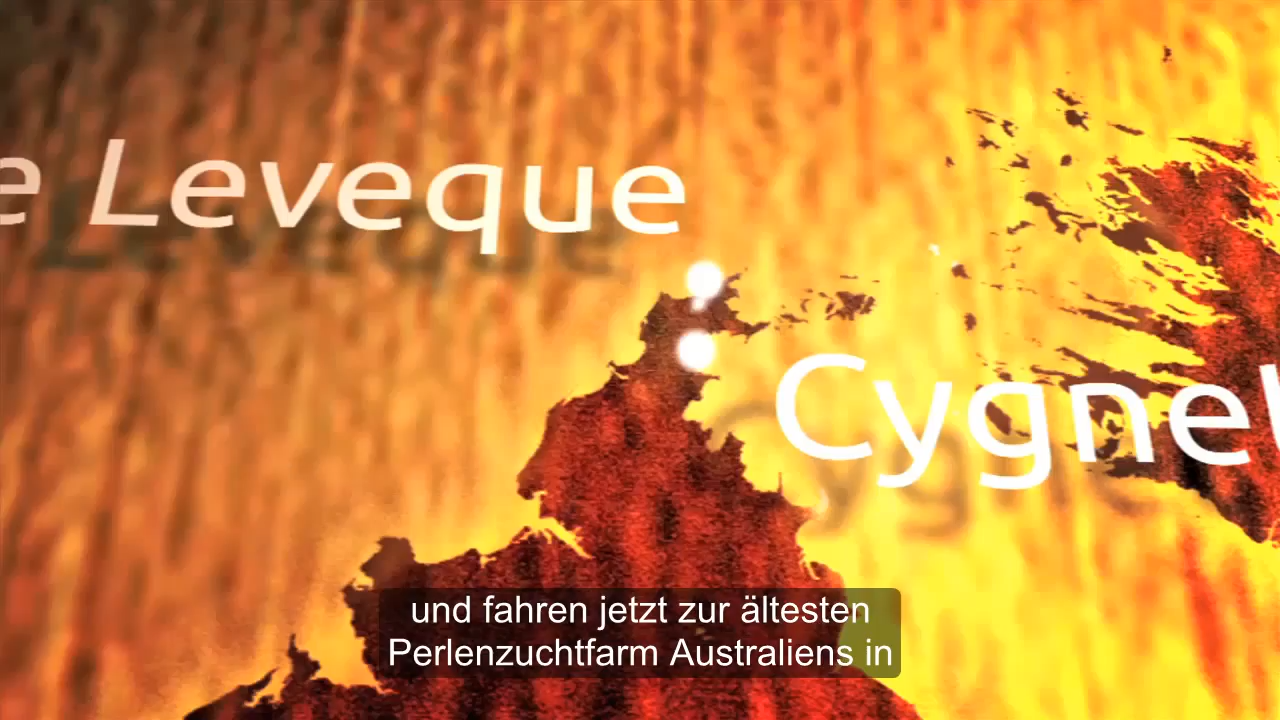 e Leveque
Cygne
und fahren jetzt zur ältesten
Perlenzuchtfarm Australiens in